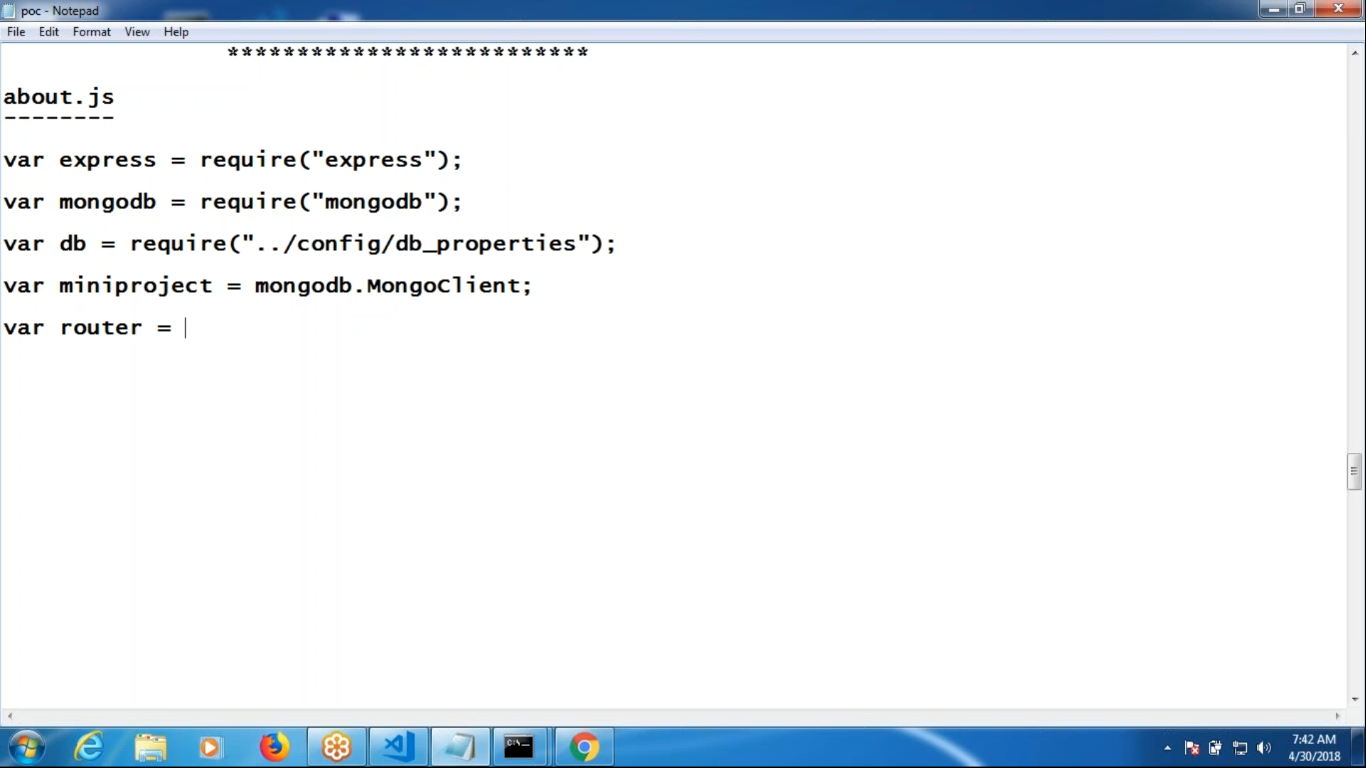 poc - Notepad
File Edit Format View Help
**************************
about.js
--------
var express = require("express");
var mongodb = require("mongodb");
var db = require("../config/db_properties");
var miniproject = mongodb.MongoClient;
var router =
7:42 AM
4/30/2018